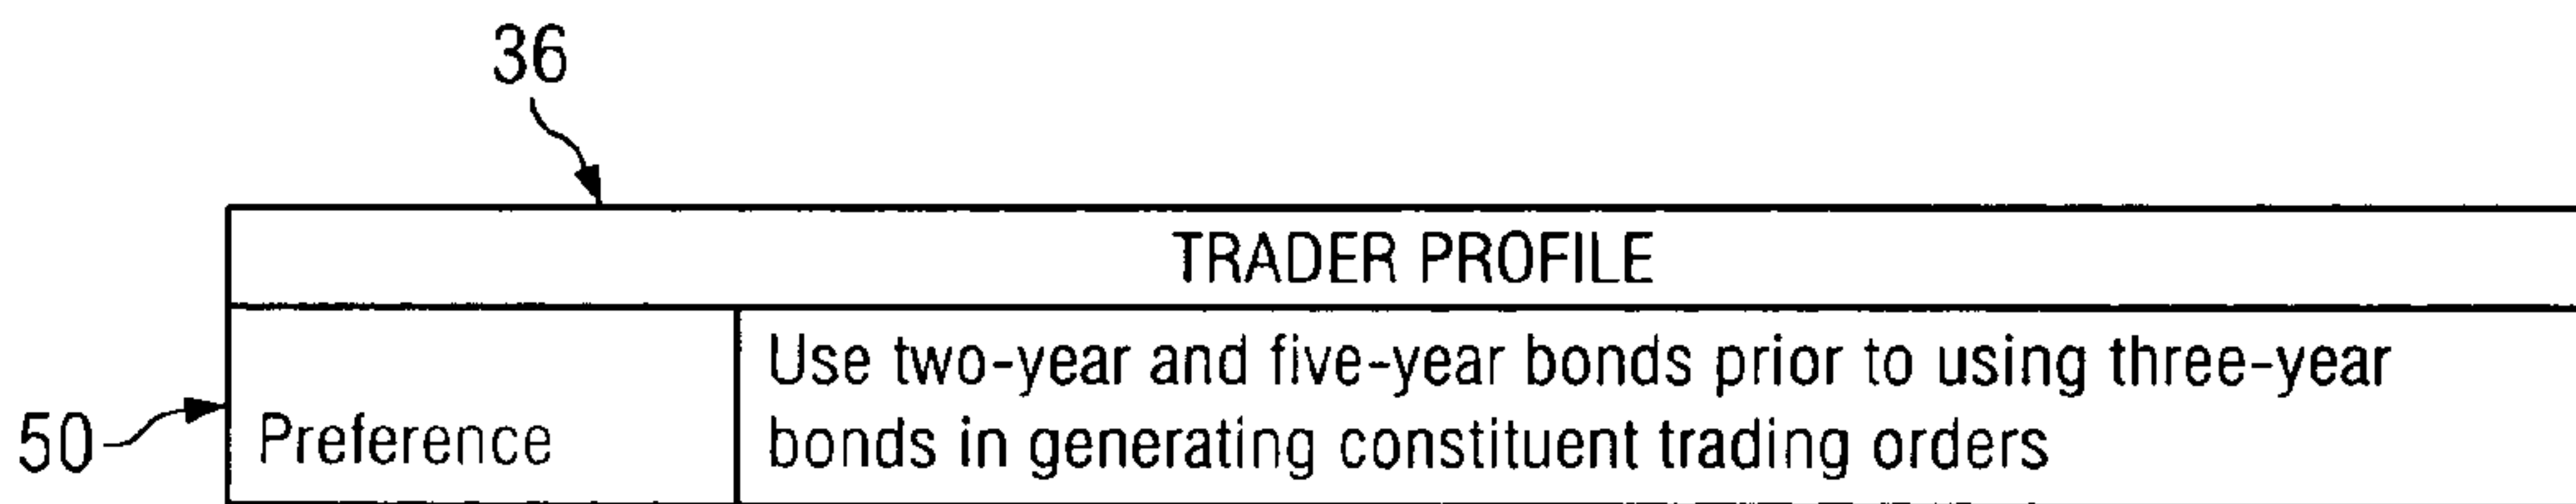 36
TRADER PROFILE
Use two-year and five-year bonds prior to using three-year
50 Preference bonds in generating constituent trading orders